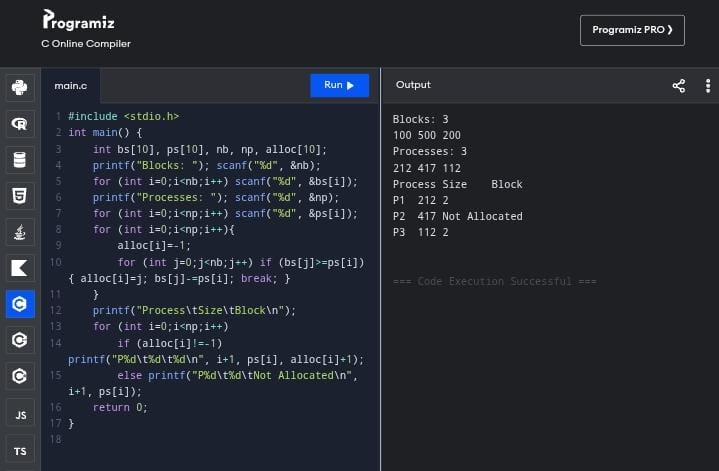 Programiz
C Online Compiler
Programiz PRO ❯
main.c
Run ▶
Output
1 #include <stdio.h>
2 int main() {
3 int bs[10], ps[10], nb, np, alloc[10];
4 printf("Blocks: "); scanf("%d", &nb);
5 for (int i=0;i<nb;i++) scanf("%d", &bs[i]);
6 printf("Processes: "); scanf("%d", &np);
7 for (int i=0;i<np;i++) scanf("%d", &ps[i]);
8 for (int i=0;i<np;i++){
9 alloc[i]=-1;
10 for (int j=0;j<nb;j++) if (bs[j]>=ps[i])
{ alloc[i]=j; bs[j]-=ps[i]; break; }
11 }
12 printf("Process\tSize\tBlock\n");
13 for (int i=0;i<np;i++)
14 if (alloc[i]!=-1)
printf("P%d\t%d\t%d\n", i+1, ps[i], alloc[i]+1);
15 else printf("P%d\t%d\tNot Allocated\n",
i+1, ps[i]);
16 return 0;
17 }
18
Blocks: 3
100 500 200
Processes: 3
212 417 112
Process Size Block
P1 212 2
P2 417 Not Allocated
P3 112 2
=== Code Execution Successful ===
R
5
C
C
C
JS
TS